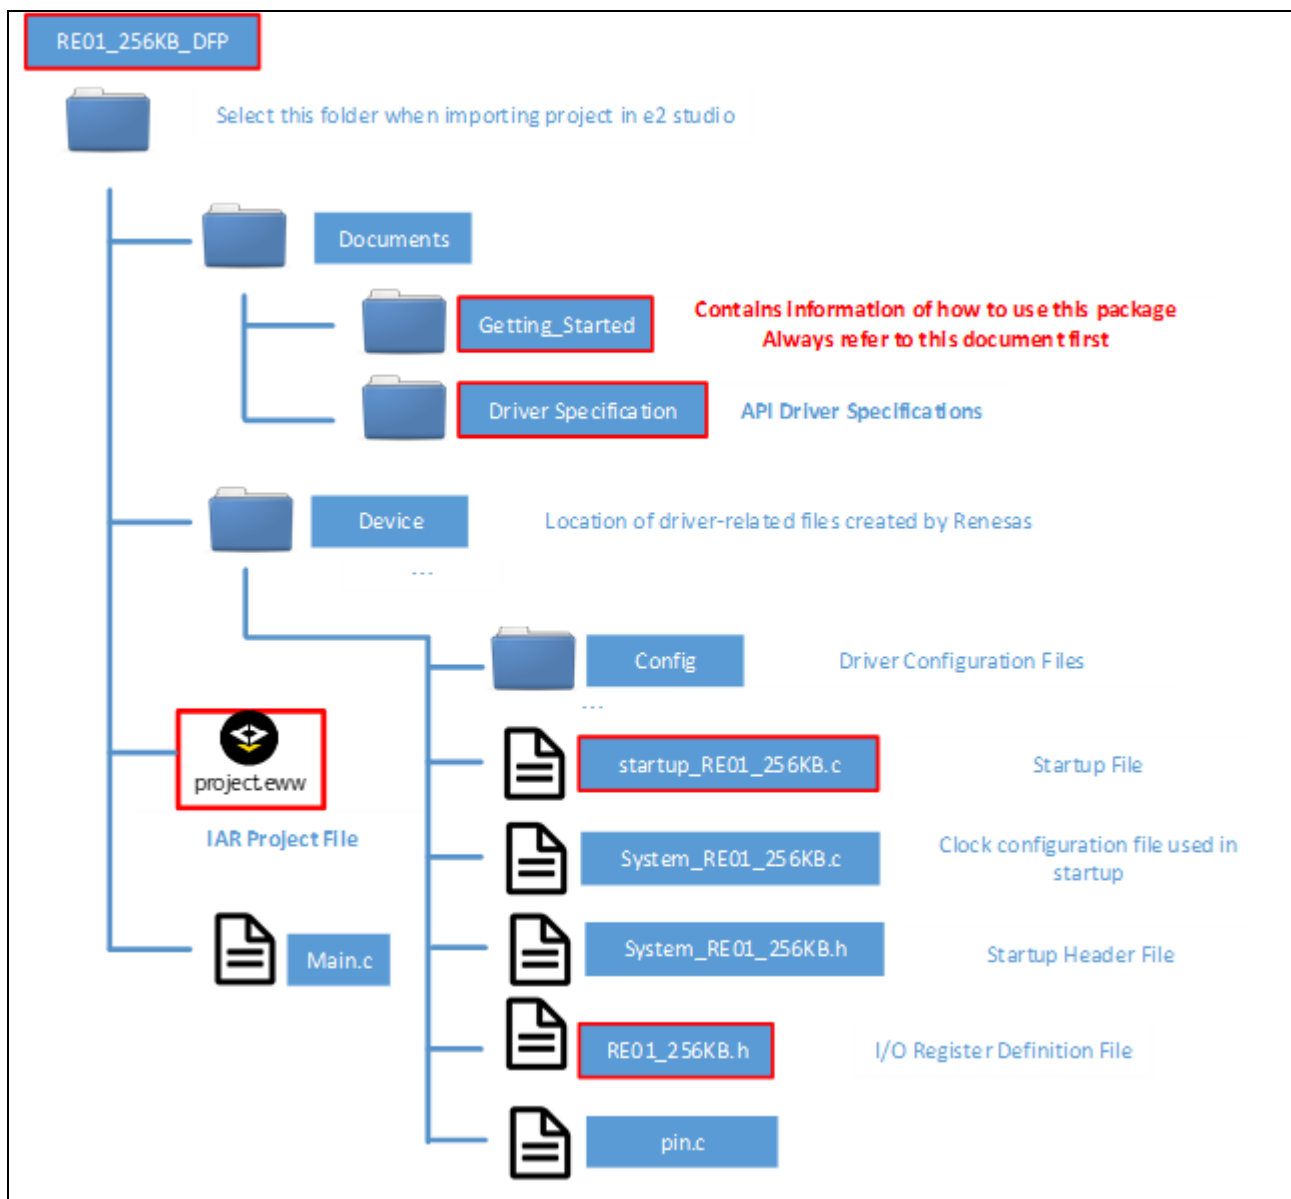 RE01_256KB_DFP
Select this folder when importing project in e2 studio
Documents
Getting_Started
Contains information of how to use this package
Always refer to this document first
Driver Specification
API Driver Specifications
Device
Location of driver-related files created by Renesas
...
Config
Driver Configuration Files
...
project.eww
IAR Project File
startup_RE01_256KB.c
Startup File
System_RE01_256KB.c
Clock configuration file used in
startup
Main.c
System_RE01_256KB.h
Startup Header File
RE01_256KB.h
I/O Register Definition File
pin.c